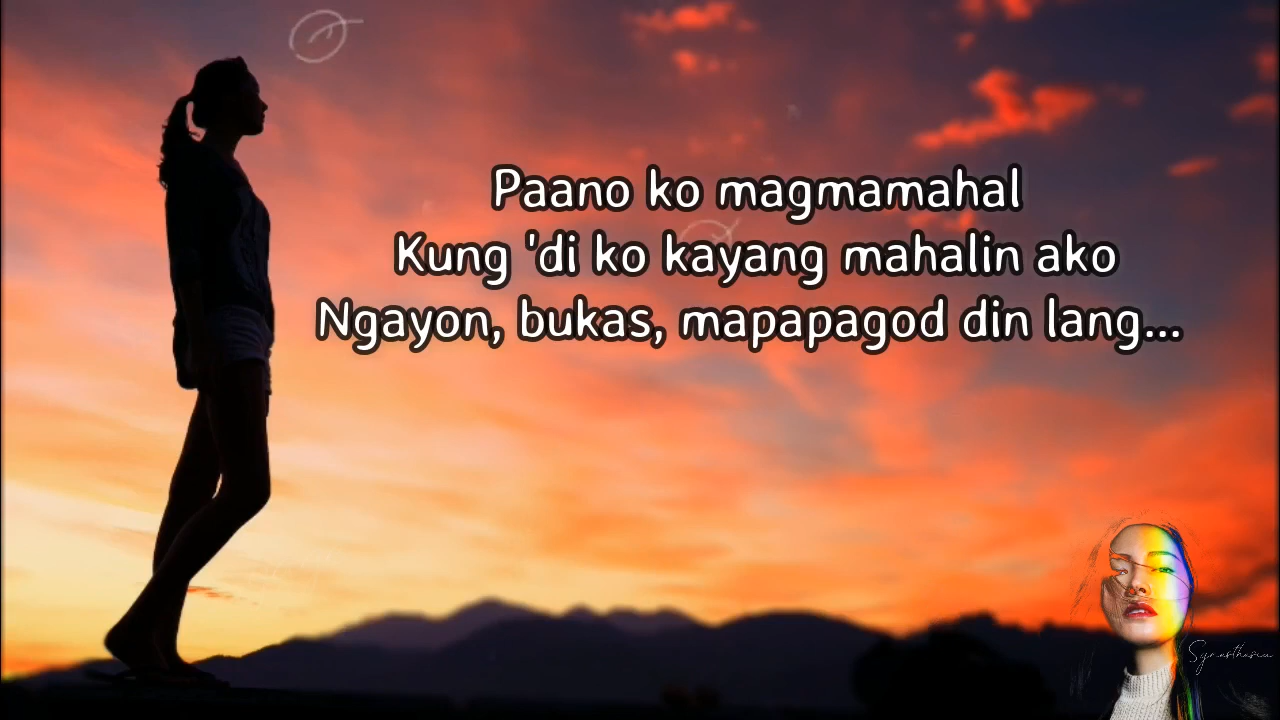 Paano ko magmamahal
Kung 'di ko kayang mahalin ako
Ngayon, bukas, mapapagod din lang...